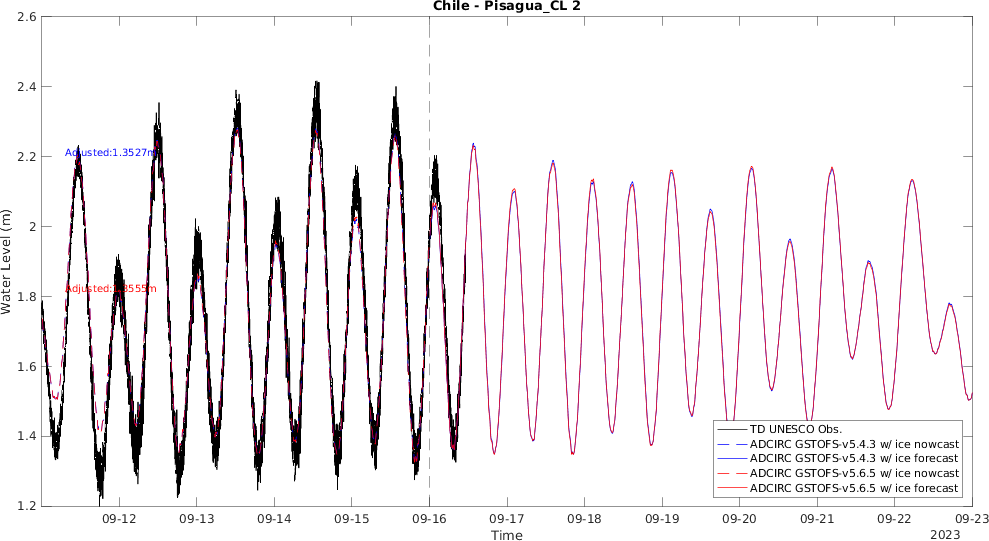 Chile - Pisagua_CL 2
2.6
2.4
2.2
2
1.8
1.6
1.4
1.2
Water Level (m)
Adjusted:1.3527m
Adjusted:1.3555m
TD UNESCO Obs.
ADCIRC GSTOFS-v5.4.3 w/ ice nowcast
ADCIRC GSTOFS-v5.4.3 w/ ice forecast
ADCIRC GSTOFS-v5.6.5 w/ ice nowcast
ADCIRC GSTOFS-v5.6.5 w/ ice forecast
09-12 09-13 09-14 09-15 09-16 09-17 09-18 09-19 09-20 09-21 09-22 09-23
Time
2023